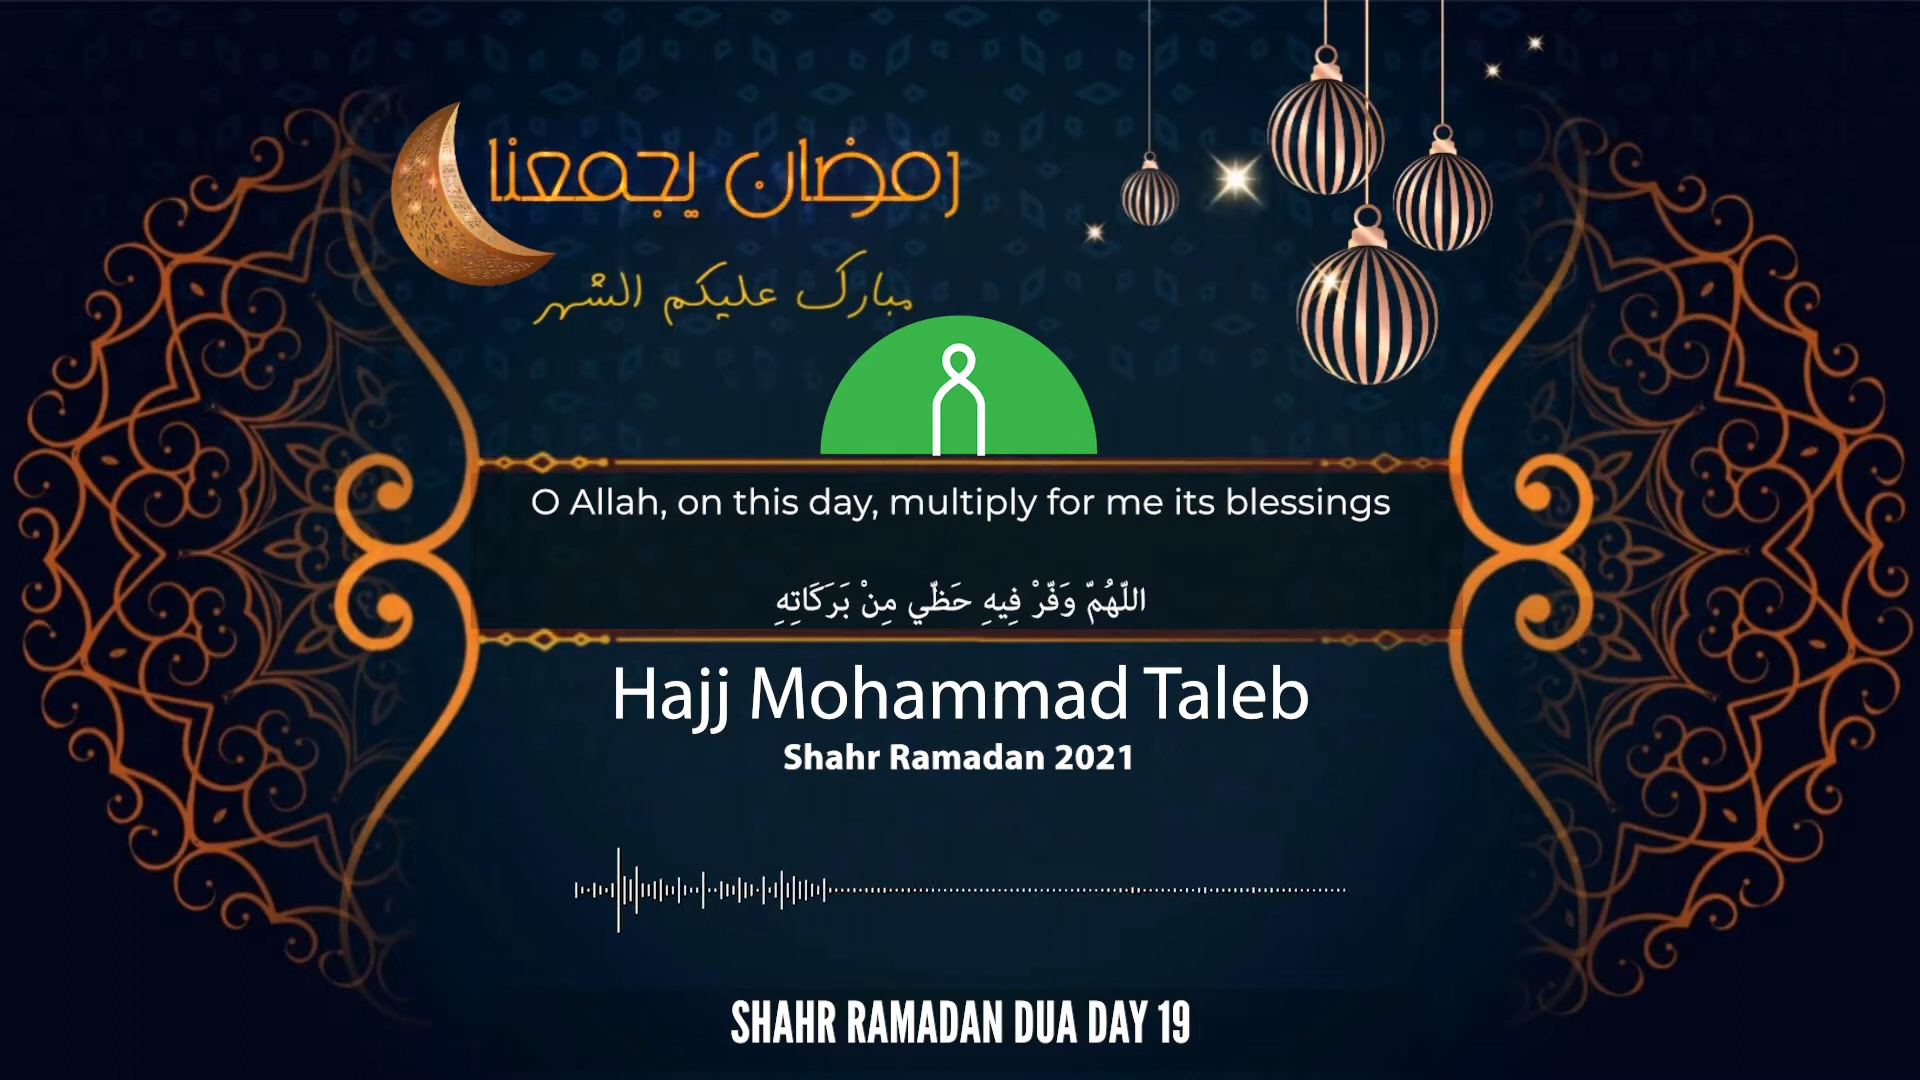 رمضان يجمعنا
مبارك عليكم الشهر
O Allah, on this day, multiply for me its blessings
اللّهُمّ وَفّرْ فِيهِ حَظّي مِنْ بَرَكَاتِهِ
Hajj Mohammad Taleb
Shahr Ramadan 2021
SHAHR RAMADAN DUA DAY 19